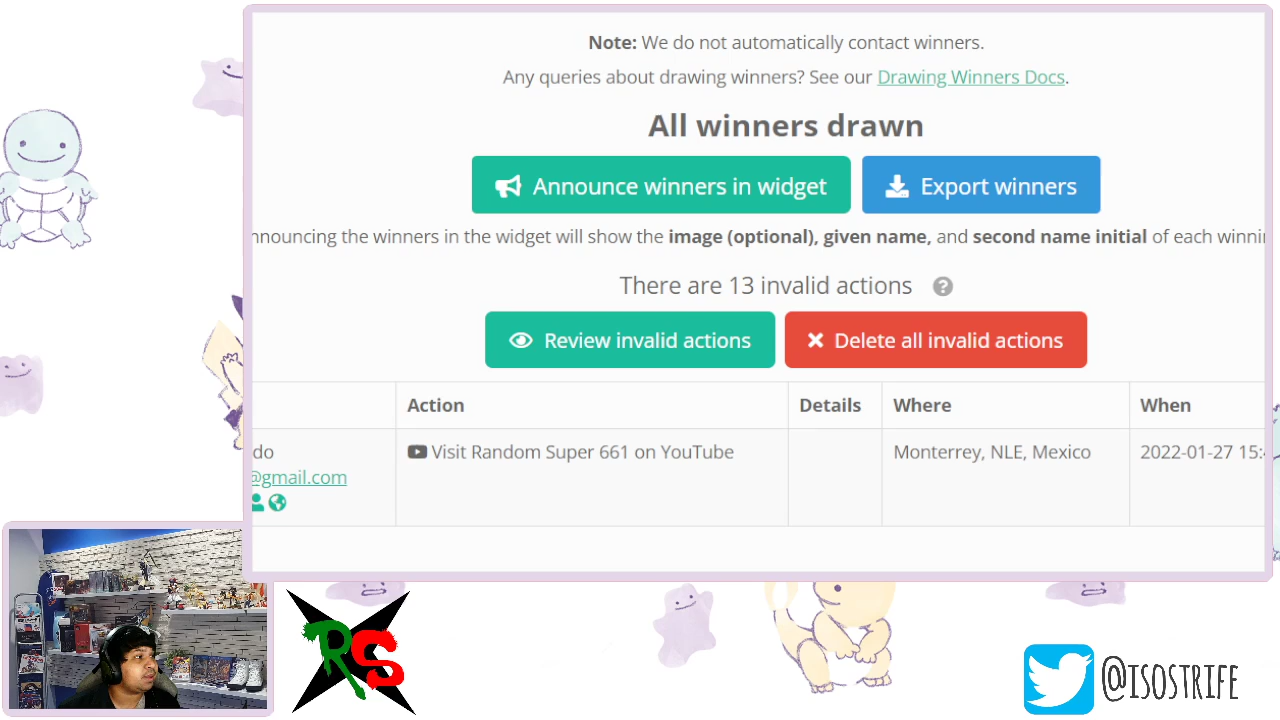 Note: We do not automatically contact winners.
Any queries about drawing winners? See our Drawing Winners Docs.
All winners drawn
Announce winners in widget
Export winners
nnouncing the winners in the widget will show the image (optional), given name, and second name initial of each winni
There are 13 invalid actions ?
Review invalid actions
Delete all invalid actions
Action Details Where When
do Visit Random Super 661 on YouTube Monterrey, NLE, Mexico 2022-01-27 15:
@gmail.com
RS
@ISOSTRIFE